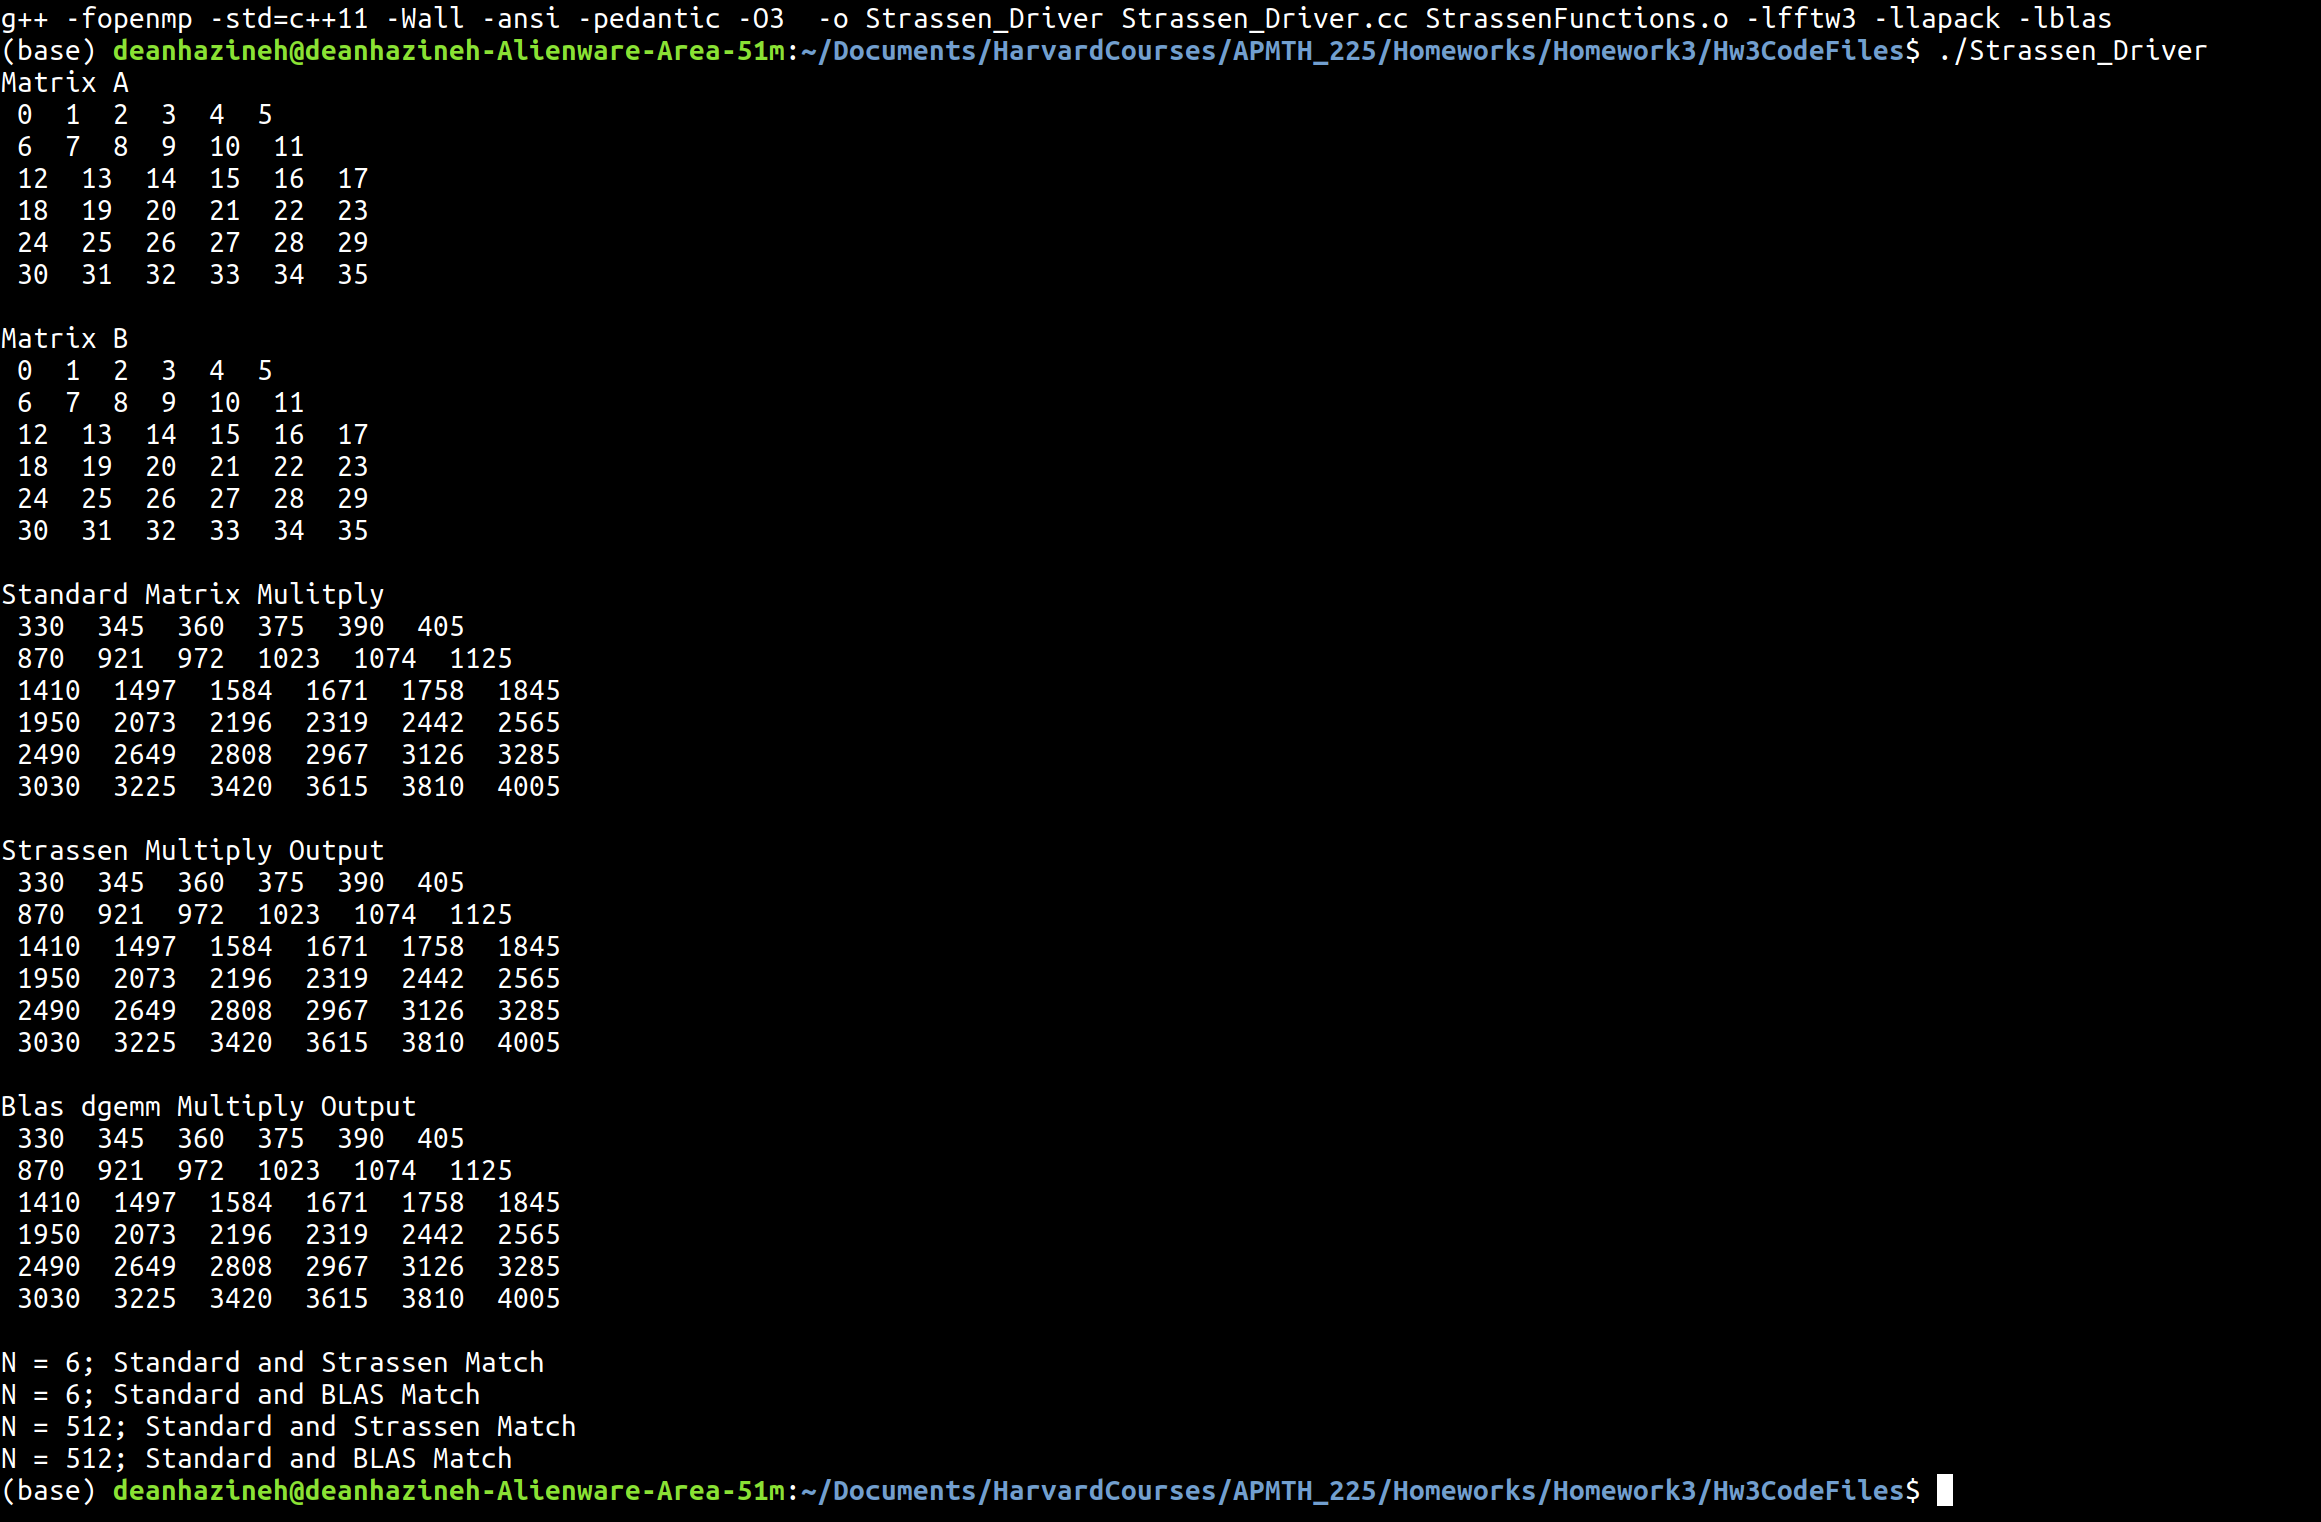 g++ -fopenmp -std=c++11 -Wall -ansi -pedantic -O3  -o Strassen_Driver Strassen_Driver.cc StrassenFunctions.o -lfftw3 -llapack -lblas
(base) deanhazineh@deanhazineh-Alienware-Area-51m:~/Documents/HarvardCourses/APMTH_225/Homeworks/Homework3/Hw3CodeFiles$ ./Strassen_Driver
Matrix A
 0  1  2  3  4  5
 6  7  8  9  10  11
 12  13  14  15  16  17
 18  19  20  21  22  23
 24  25  26  27  28  29
 30  31  32  33  34  35

Matrix B
 0  1  2  3  4  5
 6  7  8  9  10  11
 12  13  14  15  16  17
 18  19  20  21  22  23
 24  25  26  27  28  29
 30  31  32  33  34  35

Standard Matrix Mulitply
 330  345  360  375  390  405
 870  921  972  1023  1074  1125
 1410  1497  1584  1671  1758  1845
 1950  2073  2196  2319  2442  2565
 2490  2649  2808  2967  3126  3285
 3030  3225  3420  3615  3810  4005

Strassen Multiply Output
 330  345  360  375  390  405
 870  921  972  1023  1074  1125
 1410  1497  1584  1671  1758  1845
 1950  2073  2196  2319  2442  2565
 2490  2649  2808  2967  3126  3285
 3030  3225  3420  3615  3810  4005

Blas dgemm Multiply Output
 330  345  360  375  390  405
 870  921  972  1023  1074  1125
 1410  1497  1584  1671  1758  1845
 1950  2073  2196  2319  2442  2565
 2490  2649  2808  2967  3126  3285
 3030  3225  3420  3615  3810  4005

N = 6; Standard and Strassen Match
N = 6; Standard and BLAS Match
N = 512; Standard and Strassen Match
N = 512; Standard and BLAS Match
(base) deanhazineh@deanhazineh-Alienware-Area-51m:~/Documents/HarvardCourses/APMTH_225/Homeworks/Homework3/Hw3CodeFiles$